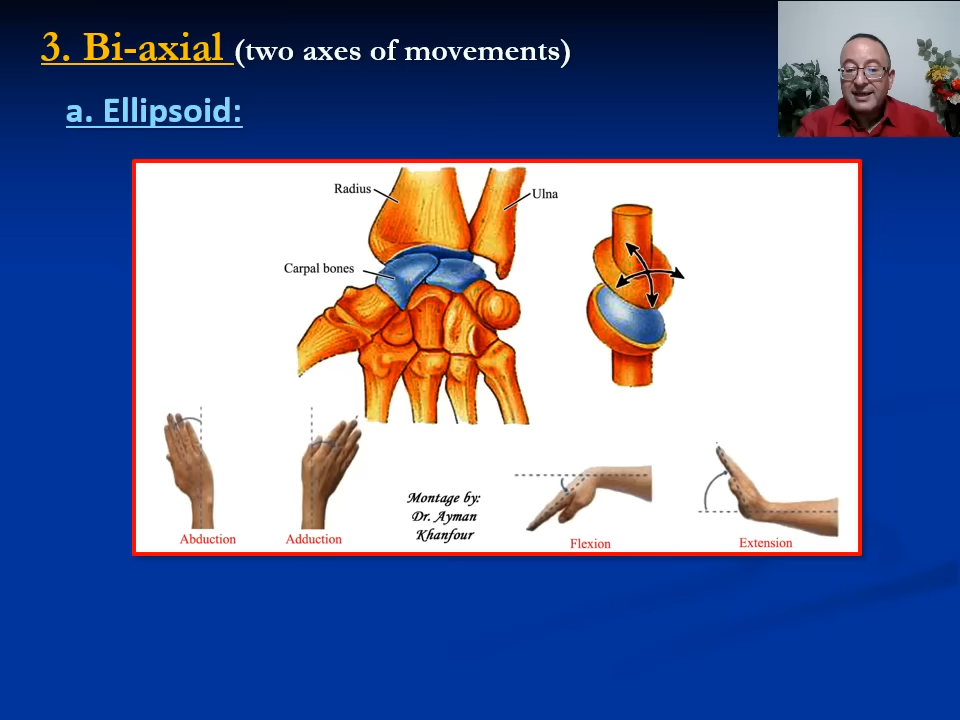 3. Bi-axial (two axes of movements)
a. Ellipsoid:
Radius
Ulna
Carpal bones
Montage by:
Dr. Ayman
Khanfour
Abduction
Adduction
Flexion
Extension